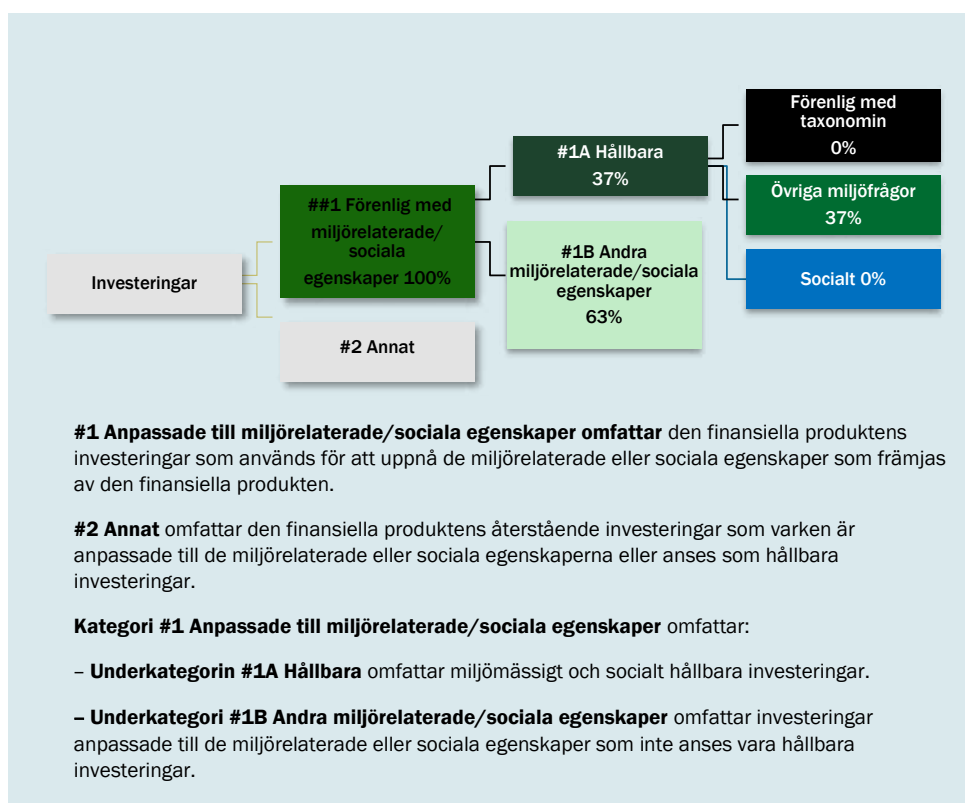 Investeringar
##1 Förenlig med
miljörelaterade/
sociala
egenskaper 100%
#2 Annat
#1A Hållbara
37%
#1B Andra
miljörelaterade/sociala
egenskaper
63%
Förenlig med
taxonomin
0%
Övriga miljöfrågor
37%
Socialt 0%
#1 Anpassade till miljörelaterade/sociala egenskaper omfattar den finansiella produktens
investeringar som används för att uppnå de miljörelaterade eller sociala egenskaper som främjas
av den finansiella produkten.
#2 Annat omfattar den finansiella produktens återstående investeringar som varken är
anpassade till de miljörelaterade eller sociala egenskaperna eller anses som hållbara
investeringar.
Kategori #1 Anpassade till miljörelaterade/sociala egenskaper omfattar:
– Underkategorin #1A Hållbara omfattar miljömässigt och socialt hållbara investeringar.
– Underkategori #1B Andra miljörelaterade/sociala egenskaper omfattar investeringar
anpassade till de miljörelaterade eller sociala egenskaper som inte anses vara hållbara
investeringar.